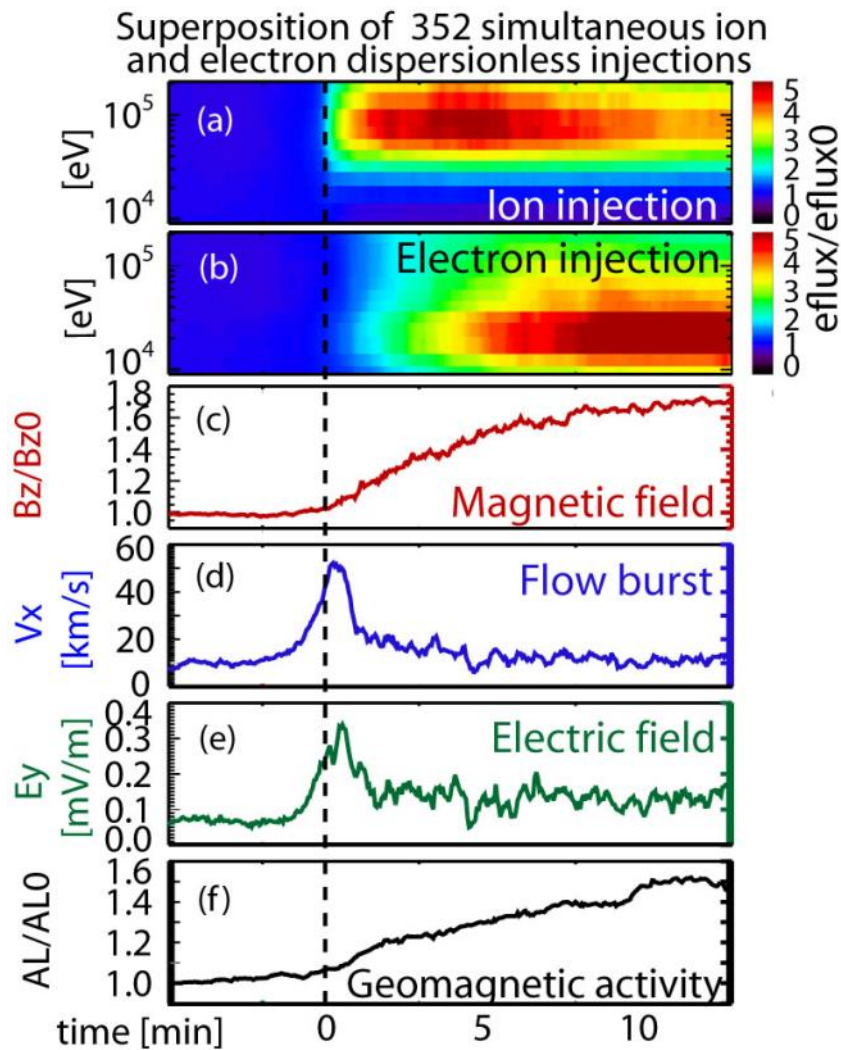 Superposition of 352 simultaneous ion
and electron dispersionless injections
(a)
[eV]
10^5
10^4
Ion injection
5
4
3
2
1
0
(b)
[eV]
10^5
10^4
Electron injection
5
4
3
2
1
0
eflux/eflux0
(c)
Bz/Bz0
1.8
1.6
1.4
1.2
1.0
Magnetic field
(d)
Vx
[km/s]
60
40
20
0
Flow burst
(e)
Ey
[mV/m]
0.4
0.3
0.2
0.1
0.0
Electric field
(f)
AL/AL0
1.6
1.4
1.2
1.0
Geomagnetic activity
time [min] 0 5 10